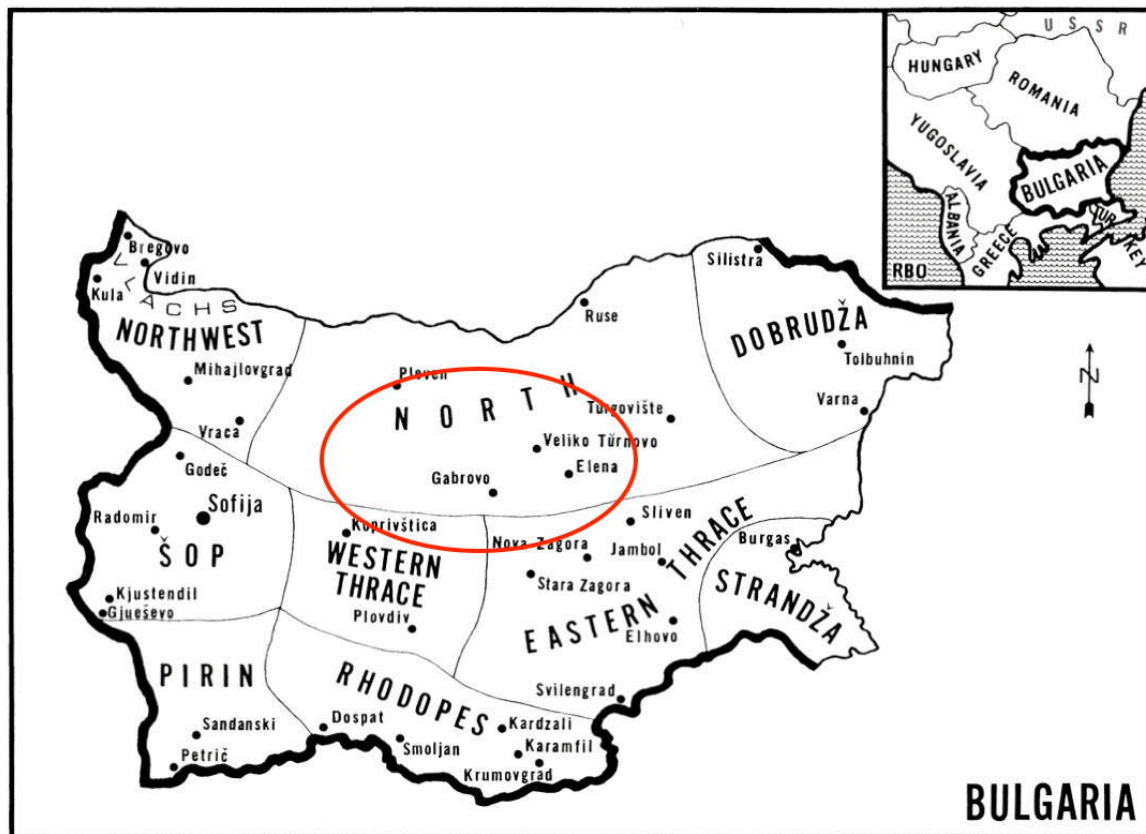 USSR
HUNGARY
ROMANIA
YUGOSLAVIA
BULGARIA
ALBANIA
GREECE
TUR
KEY
RBO
Bregovo
Vidin
Kula
VLACHS
NORTHWEST
Mihajlovgrad
Vraca
Silistra
Ruse
DOBRUDŽA
Tolbuhnin
Varna
N
Pleven
NORTH
Turgovište
Veliko Tŭrnovo
Elena
Gabrovo
Godeč
Sofija
Radomir
ŠOP
Kjustendil
Gjueševo
Koprivštica
WESTERN
THRACE
Plovdiv
Sliven
Nova Zagora
Jambol
Stara Zagora
EASTERN THRACE
Elhovo
Svilengrad
Burgas
STRANDŽA
PIRIN
Sandanski
Petrič
RHODOPES
Dospat
Smoljan
Kardzali
Karamfil
Krumovgrad
BULGARIA